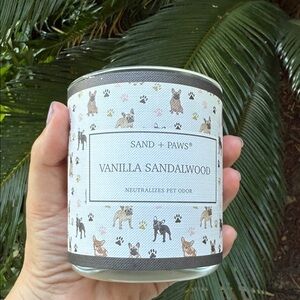 SAND + PAWS®
VANILLA SANDALWOOD
NEUTRALIZES PET ODOR